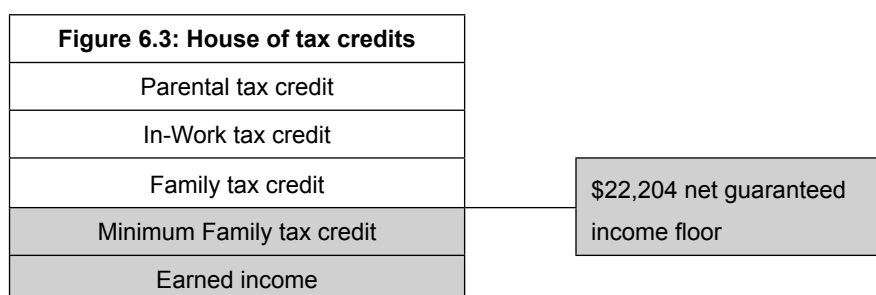 Figure 6.3: House of tax credits
Parental tax credit
In-Work tax credit
Family tax credit
$22,204 net guaranteed
income floor
Minimum Family tax credit
Earned income